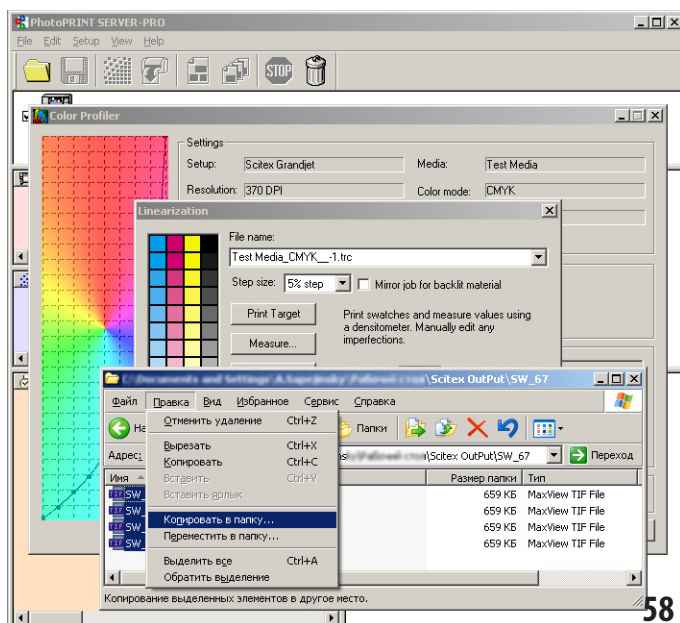 PhotoPRINT SERVER-PRO
File Edit Setup View Help
STOP
Color Profiler
Settings
Setup: Scitex Grandjet Media: Test Media
Resolution: 370 DPI Color mode: CMYK
Linearization
File name:
Test Media_CMYK__-1.trc
Step size: 5% step Mirror job for backlit material
Print Target Print swatches and measure values using
a densitometer. Manually edit any
imperfections.
Measure...
\Scitex OutPut\SW_67
Файл Правка Вид Избранное Сервис Справка
На Папки
Адрес: \Scitex OutPut\SW_67 Переход
Имя Размер папки Тип
SW_ 659 КБ MaxView TIF File
SW_ 659 КБ MaxView TIF File
SW_ 659 КБ MaxView TIF File
SW_ 659 КБ MaxView TIF File
Отменить удаление Ctrl+Z
Вырезать Ctrl+X
Копировать Ctrl+C
Вставить Ctrl+V
Вставить ярлык
Копировать в папку...
Переместить в папку...
Выделить все Ctrl+A
Обратить выделение
Копирование выделенных элементов в другое место.
58